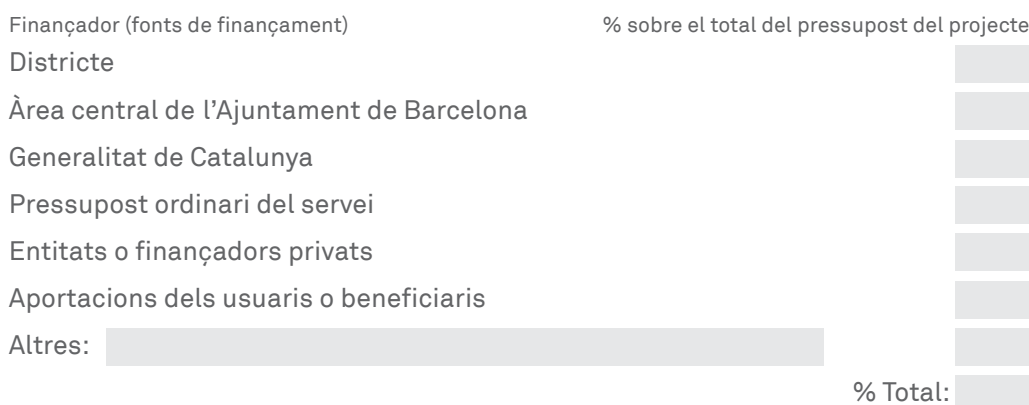 Finançador (fonts de finançament) % sobre el total del pressupost del projecte
Districte
Àrea central de l’Ajuntament de Barcelona
Generalitat de Catalunya
Pressupost ordinari del servei
Entitats o finançadors privats
Aportacions dels usuaris o beneficiaris
Altres:
% Total: